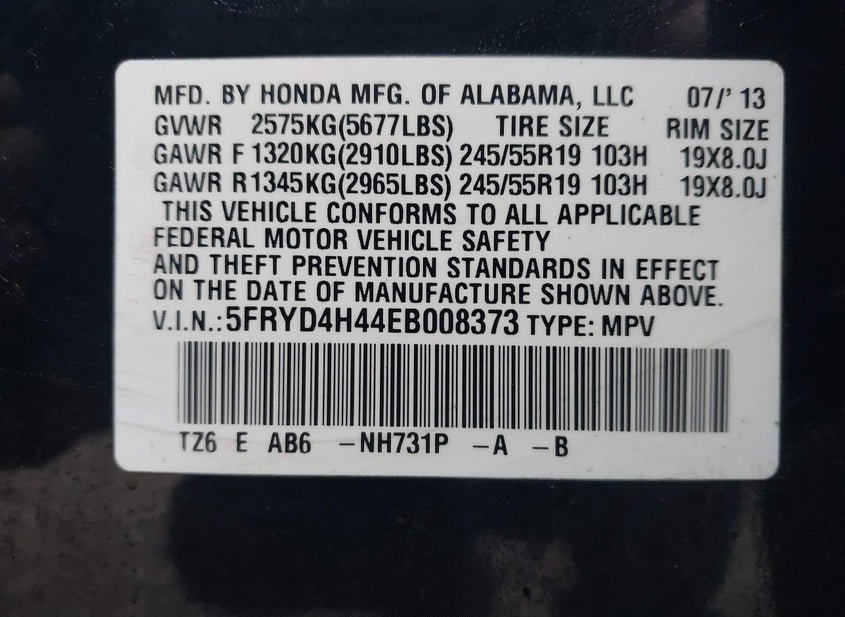 MFD. BY HONDA MFG. OF ALABAMA, LLC 07/' 13
GVWR 2575KG(5677LBS) TIRE SIZE RIM SIZE
GAWR F 1320KG(2910LBS) 245/55R19 103H 19X8.0J
GAWR R1345KG(2965LBS) 245/55R19 103H 19X8.0J
THIS VEHICLE CONFORMS TO ALL APPLICABLE
FEDERAL MOTOR VEHICLE SAFETY
AND THEFT PREVENTION STANDARDS IN EFFECT
ON THE DATE OF MANUFACTURE SHOWN ABOVE.
V.I.N.:5FRYD4H44EB008373 TYPE: MPV
TZ6 E AB6 –NH731P –A –B